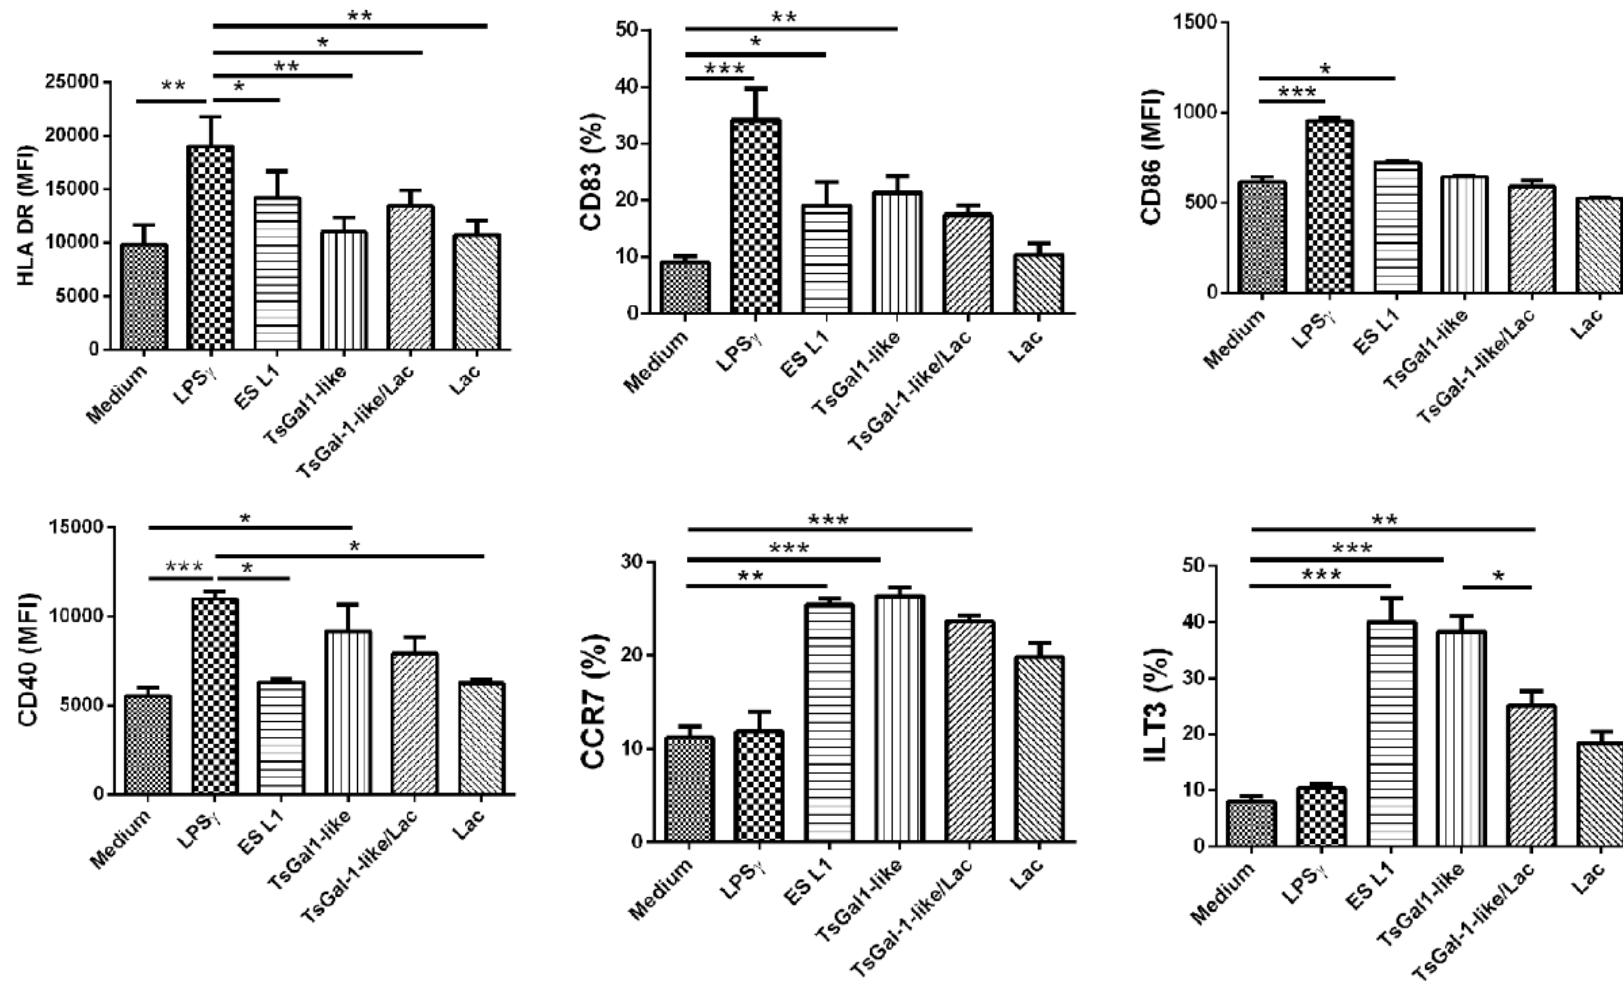 ** 
*
**
** *
HLA DR (MFI)
25000
20000
15000
10000
5000
0
Medium
LPSγ
ES L1
TsGal1-like
TsGal-1-like/Lac
Lac
**
*
***
CD83 (%)
50
40
30
20
10
0
Medium
LPSγ
ES L1
TsGal1-like
TsGal-1-like/Lac
Lac
*
***
CD86 (MFI)
1500
1000
500
0
Medium
LPSγ
ES L1
TsGal1-like
TsGal-1-like/Lac
Lac
*
*
*** *
CD40 (MFI)
15000
10000
5000
0
Medium
LPSγ
ES L1
TsGal1-like
TsGal-1-like/Lac
Lac
***
***
**
CCR7 (%)
30
20
10
0
Medium
LPSγ
ES L1
TsGal1-like
TsGal-1-like/Lac
Lac
**
***
*** *
ILT3 (%)
50
40
30
20
10
0
Medium
LPSγ
ES L1
TsGal1-like
TsGal-1-like/Lac
Lac